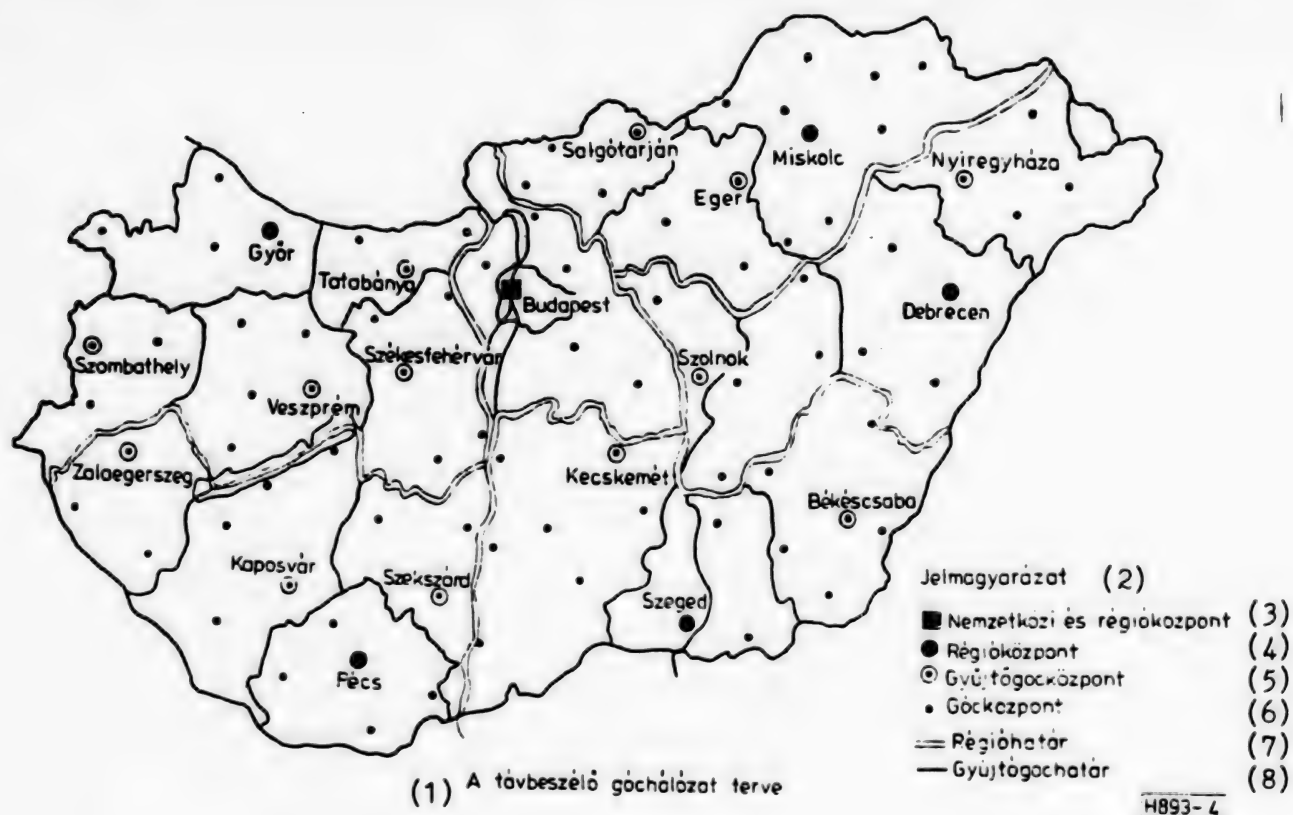 Salgótarján
Miskolc
Nyiregyháza
Eger
Győr
Tatabánya
Budapest
Debrecen
Szombathely
Székesfehérvár
Szolnok
Veszprém
Zalaegerszeg
Kecskemét
Békéscsaba
Kaposvár
Szekszárd
Szeged
Pécs
Jelmagyarázat (2)
Nemzetközi és régióközpont (3)
Régióközpont (4)
Gyűjtőgócközpont (5)
Gócközpont (6)
Régióhatár (7)
Gyűjtőgóchatár (8)
(1) A távbeszélő góchálózat terve
H893-4